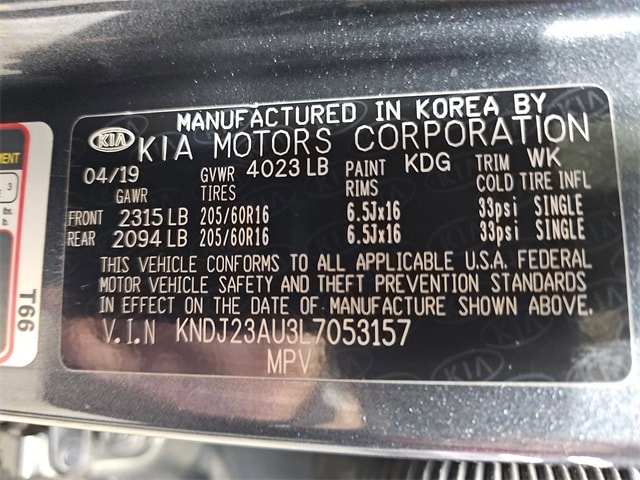 MANUFACTURED IN KOREA BY
KIA KIA MOTORS CORPORATION
04/19 GVWR 4023 LB PAINT KDG TRIM WK
GAWR TIRES RIMS COLD TIRE INFL
FRONT 2315 LB 205/60R16 6.5Jx16 33psi SINGLE
REAR 2094 LB 205/60R16 6.5Jx16 33psi SINGLE
THIS VEHICLE CONFORMS TO ALL APPLICABLE U.S.A. FEDERAL
MOTOR VEHICLE SAFETY AND THEFT PREVENTION STANDARDS
IN EFFECT ON THE DATE OF MANUFACTURE SHOWN ABOVE.
V.I.N KNDJ23AU3L7053157
MPV
3
lbs.